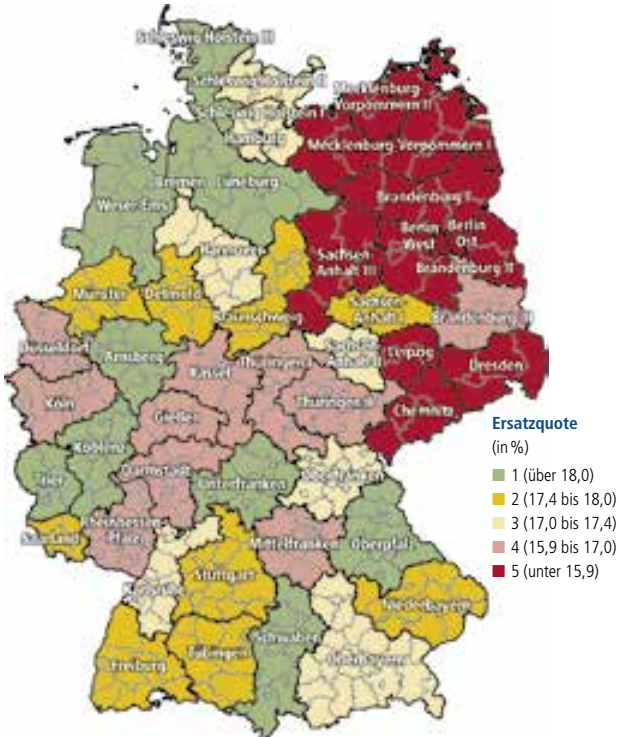 Schleswig Holstein III
Schleswig Holstein II
Mecklenburg-
Vorpommern II
Schleswig Holstein I
Hamburg
Mecklenburg-Vorpommern I
Bremen
Lüneburg
Brandenburg I
Weser-Ems
Berlin
West
Berlin
Ost
Hannover
Sachsen
Anhalt III
Brandenburg II
Münster
Detmold
Braunschweig
Sachsen
Anhalt I
Brandenburg III
Düsseldorf
Arnsberg
Kassel
Thüringen I
Sachsen
Anhalt II
Leipzig
Dresden
Köln
Gießen
Thüringen II
Chemnitz
Koblenz
Trier
Darmstadt
Unterfranken
Oberfranken
Saarland
Rheinhessen-
Pfalz
Mittelfranken
Oberpfalz
Karlsruhe
Stuttgart
Niederbayern
Schwaben
Freiburg
Tübingen
Oberbayern
Ersatzquote
(in %)
1 (über 18,0)
2 (17,4 bis 18,0)
3 (17,0 bis 17,4)
4 (15,9 bis 17,0)
5 (unter 15,9)